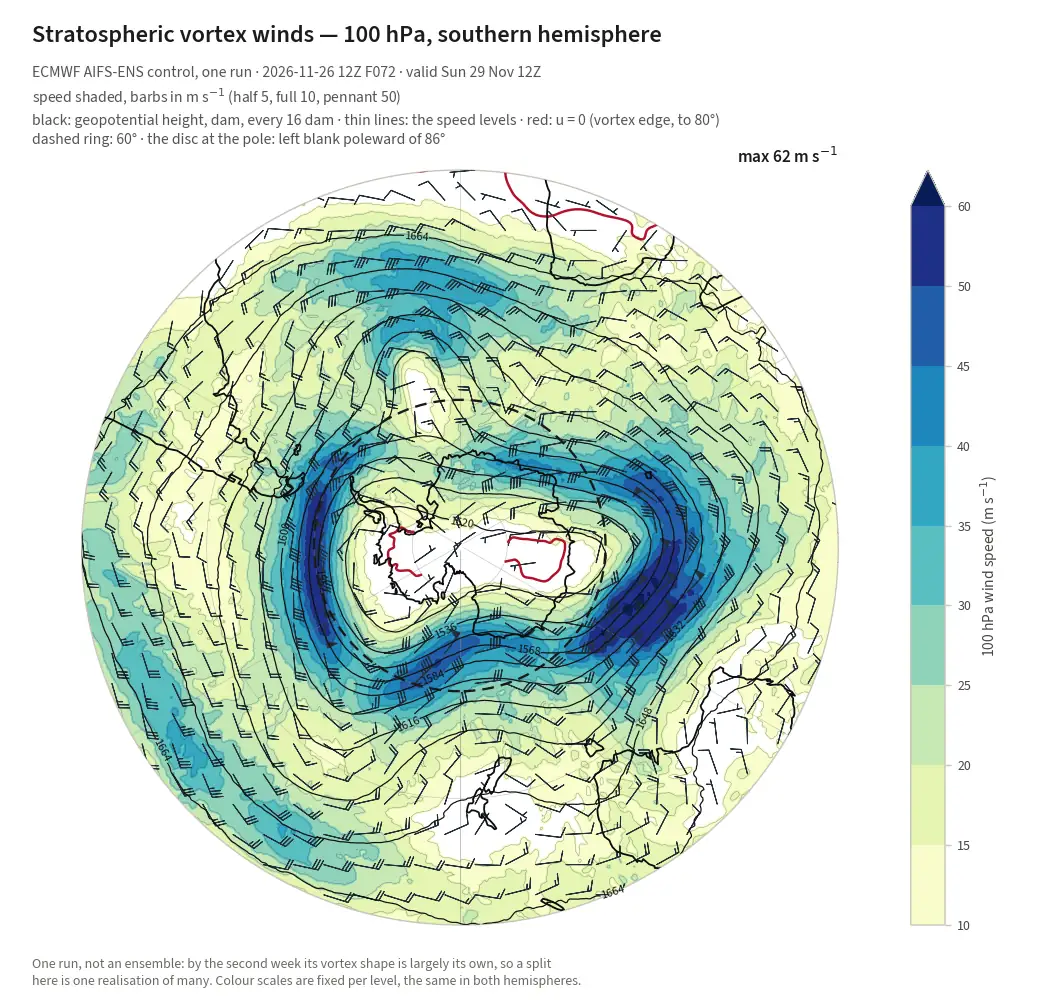 Stratospheric vortex winds — 100 hPa, southern hemisphere
ECMWF AIFS-ENS control, one run · 2026-11-26 12Z F072 · valid Sun 29 Nov 12Z
speed shaded, barbs in m s⁻¹ (half 5, full 10, pennant 50)
black: geopotential height, dam, every 16 dam · thin lines: the speed levels · red: u = 0 (vortex edge, to 80°)
dashed ring: 60° · the disc at the pole: left blank poleward of 86°
max 62 m s⁻¹
60
50
45
40
35
30
25
20
15
10
100 hPa wind speed (m s⁻¹)
1664
1520
1536
1568
1584
1616
1632
1648
1664
1664
One run, not an ensemble: by the second week its vortex shape is largely its own, so a split
here is one realisation of many. Colour scales are fixed per level, the same in both hemispheres.